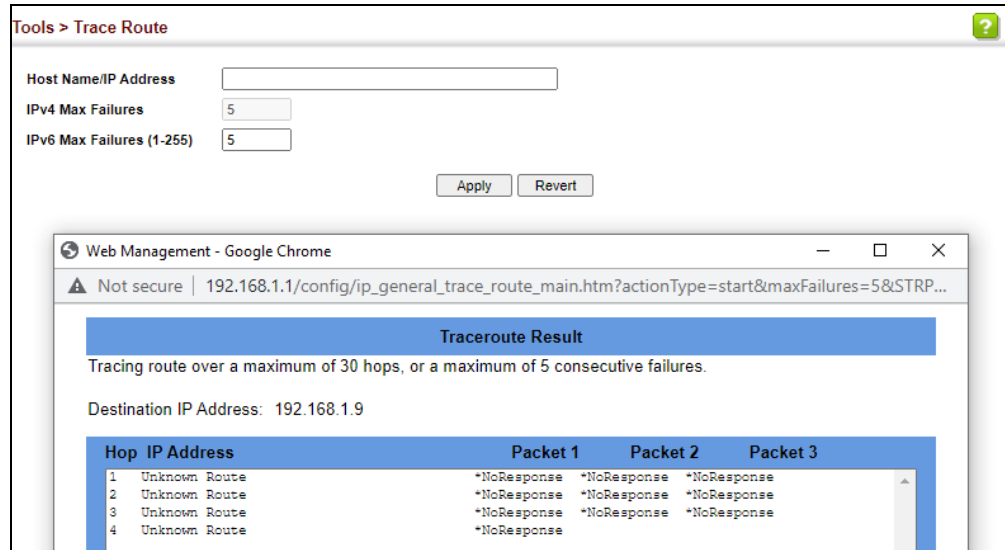 Tools > Trace Route
?
Host Name/IP Address
IPv4 Max Failures 5
IPv6 Max Failures (1-255) 5
Apply Revert
Web Management - Google Chrome
Not secure | 192.168.1.1/config/ip_general_trace_route_main.htm?actionType=start&maxFailures=5&STRP...
Traceroute Result
Tracing route over a maximum of 30 hops, or a maximum of 5 consecutive failures.
Destination IP Address: 192.168.1.9
Hop IP Address Packet 1 Packet 2 Packet 3
1 Unknown Route *NoResponse *NoResponse *NoResponse
2 Unknown Route *NoResponse *NoResponse *NoResponse
3 Unknown Route *NoResponse *NoResponse *NoResponse
4 Unknown Route *NoResponse